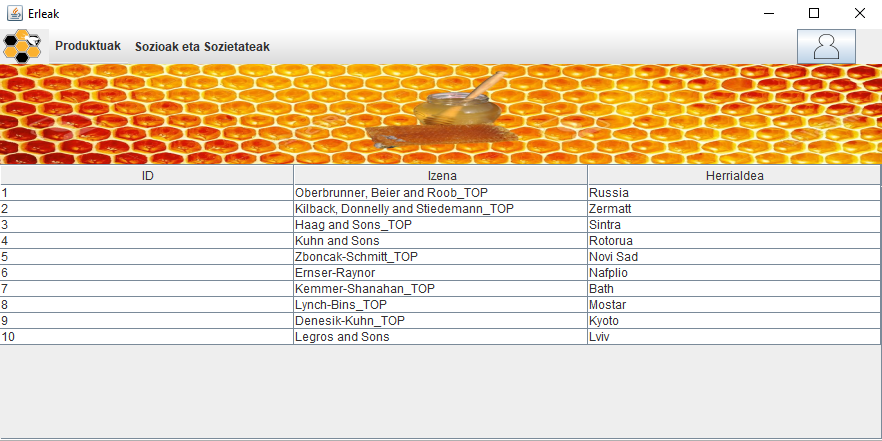 Erleak
Produktuak Sozioak eta Sozietateak
ID Izena Herrialdea
1 Oberbrunner, Beier and Roob_TOP Russia
2 Kilback, Donnelly and Stiedemann_TOP Zermatt
3 Haag and Sons_TOP Sintra
4 Kuhn and Sons Rotorua
5 Zboncak-Schmitt_TOP Novi Sad
6 Ernser-Raynor Nafplio
7 Kemmer-Shanahan_TOP Bath
8 Lynch-Bins_TOP Mostar
9 Denesik-Kuhn_TOP Kyoto
10 Legros and Sons Lviv